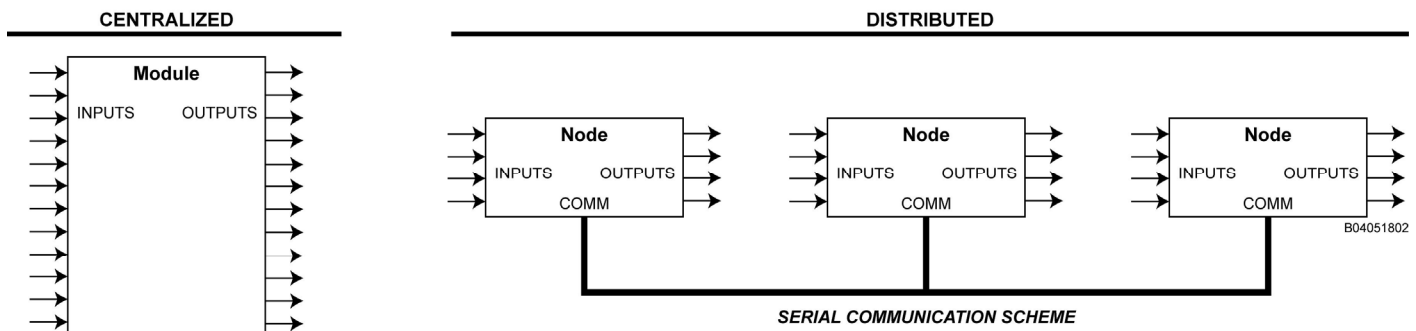 CENTRALIZED
Module
INPUTS OUTPUTS
DISTRIBUTED
Node
INPUTS OUTPUTS
COMM
Node
INPUTS OUTPUTS
COMM
Node
INPUTS OUTPUTS
COMM
B04051802
SERIAL COMMUNICATION SCHEME